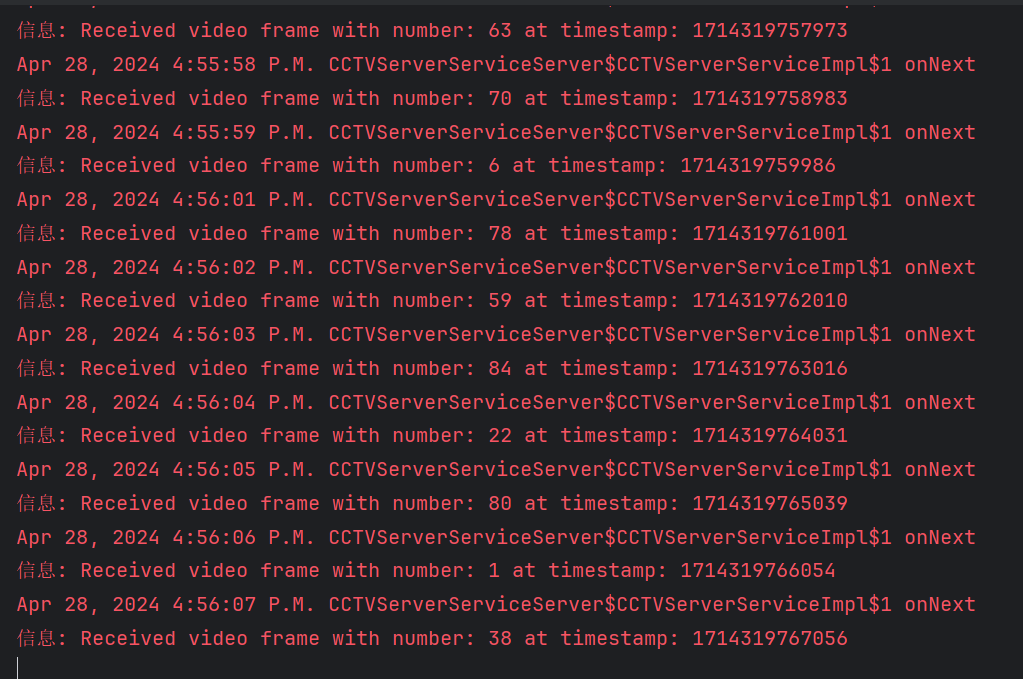 信息: Received video frame with number: 63 at timestamp: 1714319757973
Apr 28, 2024 4:55:58 P.M. CCTVServerServiceServer$CCTVServerServiceImpl$1 onNext
信息: Received video frame with number: 70 at timestamp: 1714319758983
Apr 28, 2024 4:55:59 P.M. CCTVServerServiceServer$CCTVServerServiceImpl$1 onNext
信息: Received video frame with number: 6 at timestamp: 1714319759986
Apr 28, 2024 4:56:01 P.M. CCTVServerServiceServer$CCTVServerServiceImpl$1 onNext
信息: Received video frame with number: 78 at timestamp: 1714319761001
Apr 28, 2024 4:56:02 P.M. CCTVServerServiceServer$CCTVServerServiceImpl$1 onNext
信息: Received video frame with number: 59 at timestamp: 1714319762010
Apr 28, 2024 4:56:03 P.M. CCTVServerServiceServer$CCTVServerServiceImpl$1 onNext
信息: Received video frame with number: 84 at timestamp: 1714319763016
Apr 28, 2024 4:56:04 P.M. CCTVServerServiceServer$CCTVServerServiceImpl$1 onNext
信息: Received video frame with number: 22 at timestamp: 1714319764031
Apr 28, 2024 4:56:05 P.M. CCTVServerServiceServer$CCTVServerServiceImpl$1 onNext
信息: Received video frame with number: 80 at timestamp: 1714319765039
Apr 28, 2024 4:56:06 P.M. CCTVServerServiceServer$CCTVServerServiceImpl$1 onNext
信息: Received video frame with number: 1 at timestamp: 1714319766054
Apr 28, 2024 4:56:07 P.M. CCTVServerServiceServer$CCTVServerServiceImpl$1 onNext
信息: Received video frame with number: 38 at timestamp: 1714319767056